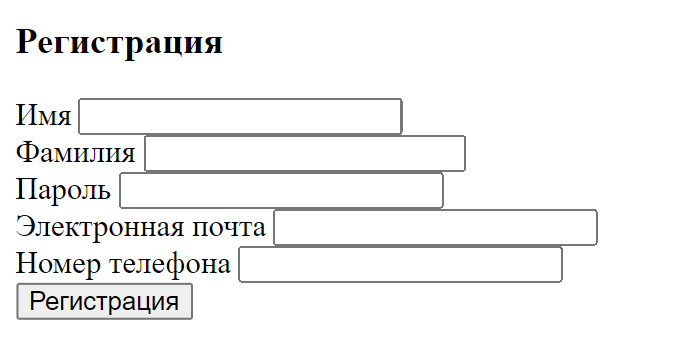 Регистрация
Имя
Фамилия
Пароль
Электронная почта
Номер телефона
Регистрация